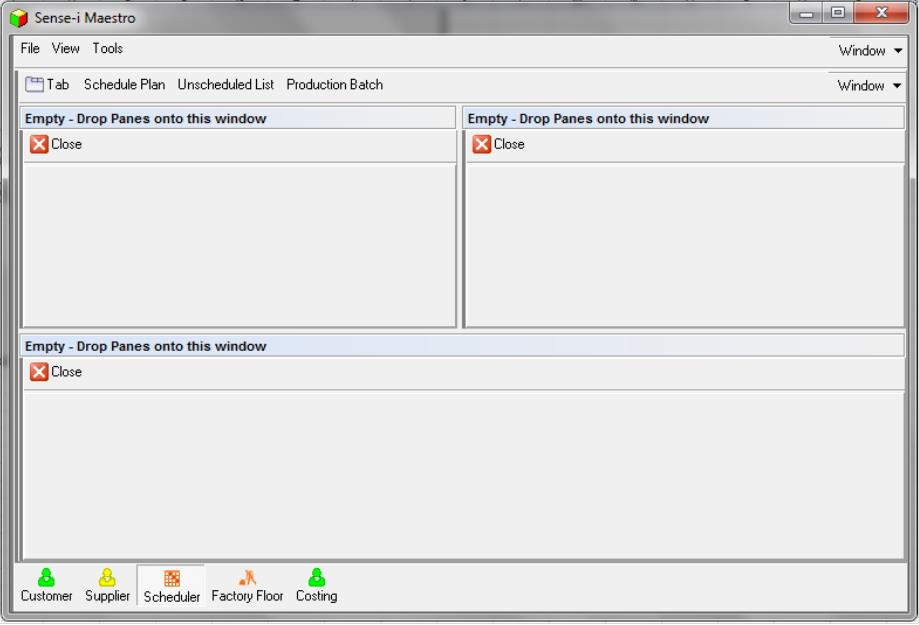 Sense-i Maestro
File View Tools Window
Tab Schedule Plan Unscheduled List Production Batch Window
Empty - Drop Panes onto this window Empty - Drop Panes onto this window
Close Close
Empty - Drop Panes onto this window
Close
Customer Supplier Scheduler Factory Floor Costing